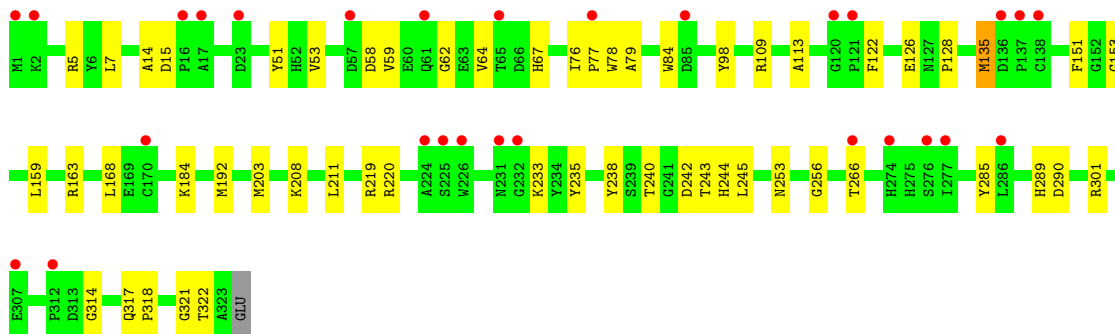 M1 K2 R5 Y6 L7 A14 D15 P16 A17 D23 Y51 H52 V53 D57 D58 V59 E60 Q61 G62 E63 V64 T65 D66 H67 I76 P77 W78 A79 W84 D85 Y98 R109 A113 G120 P121 F122 E126 N127 P128 M135 D136 P137 C138 F151 G152 C153
L159 R163 L168 E169 C170 K184 M192 M203 K208 L211 R219 R220 A224 S225 W226 N231 G232 K233 Y234 Y235 Y238 S239 T240 G241 D242 T243 H244 L245 N253 G256 T266 H274 H275 S276 I277 Y285 L286 H289 D290 R301
E307 P312 D313 G314 Q317 P318 G321 T322 A323 GLU